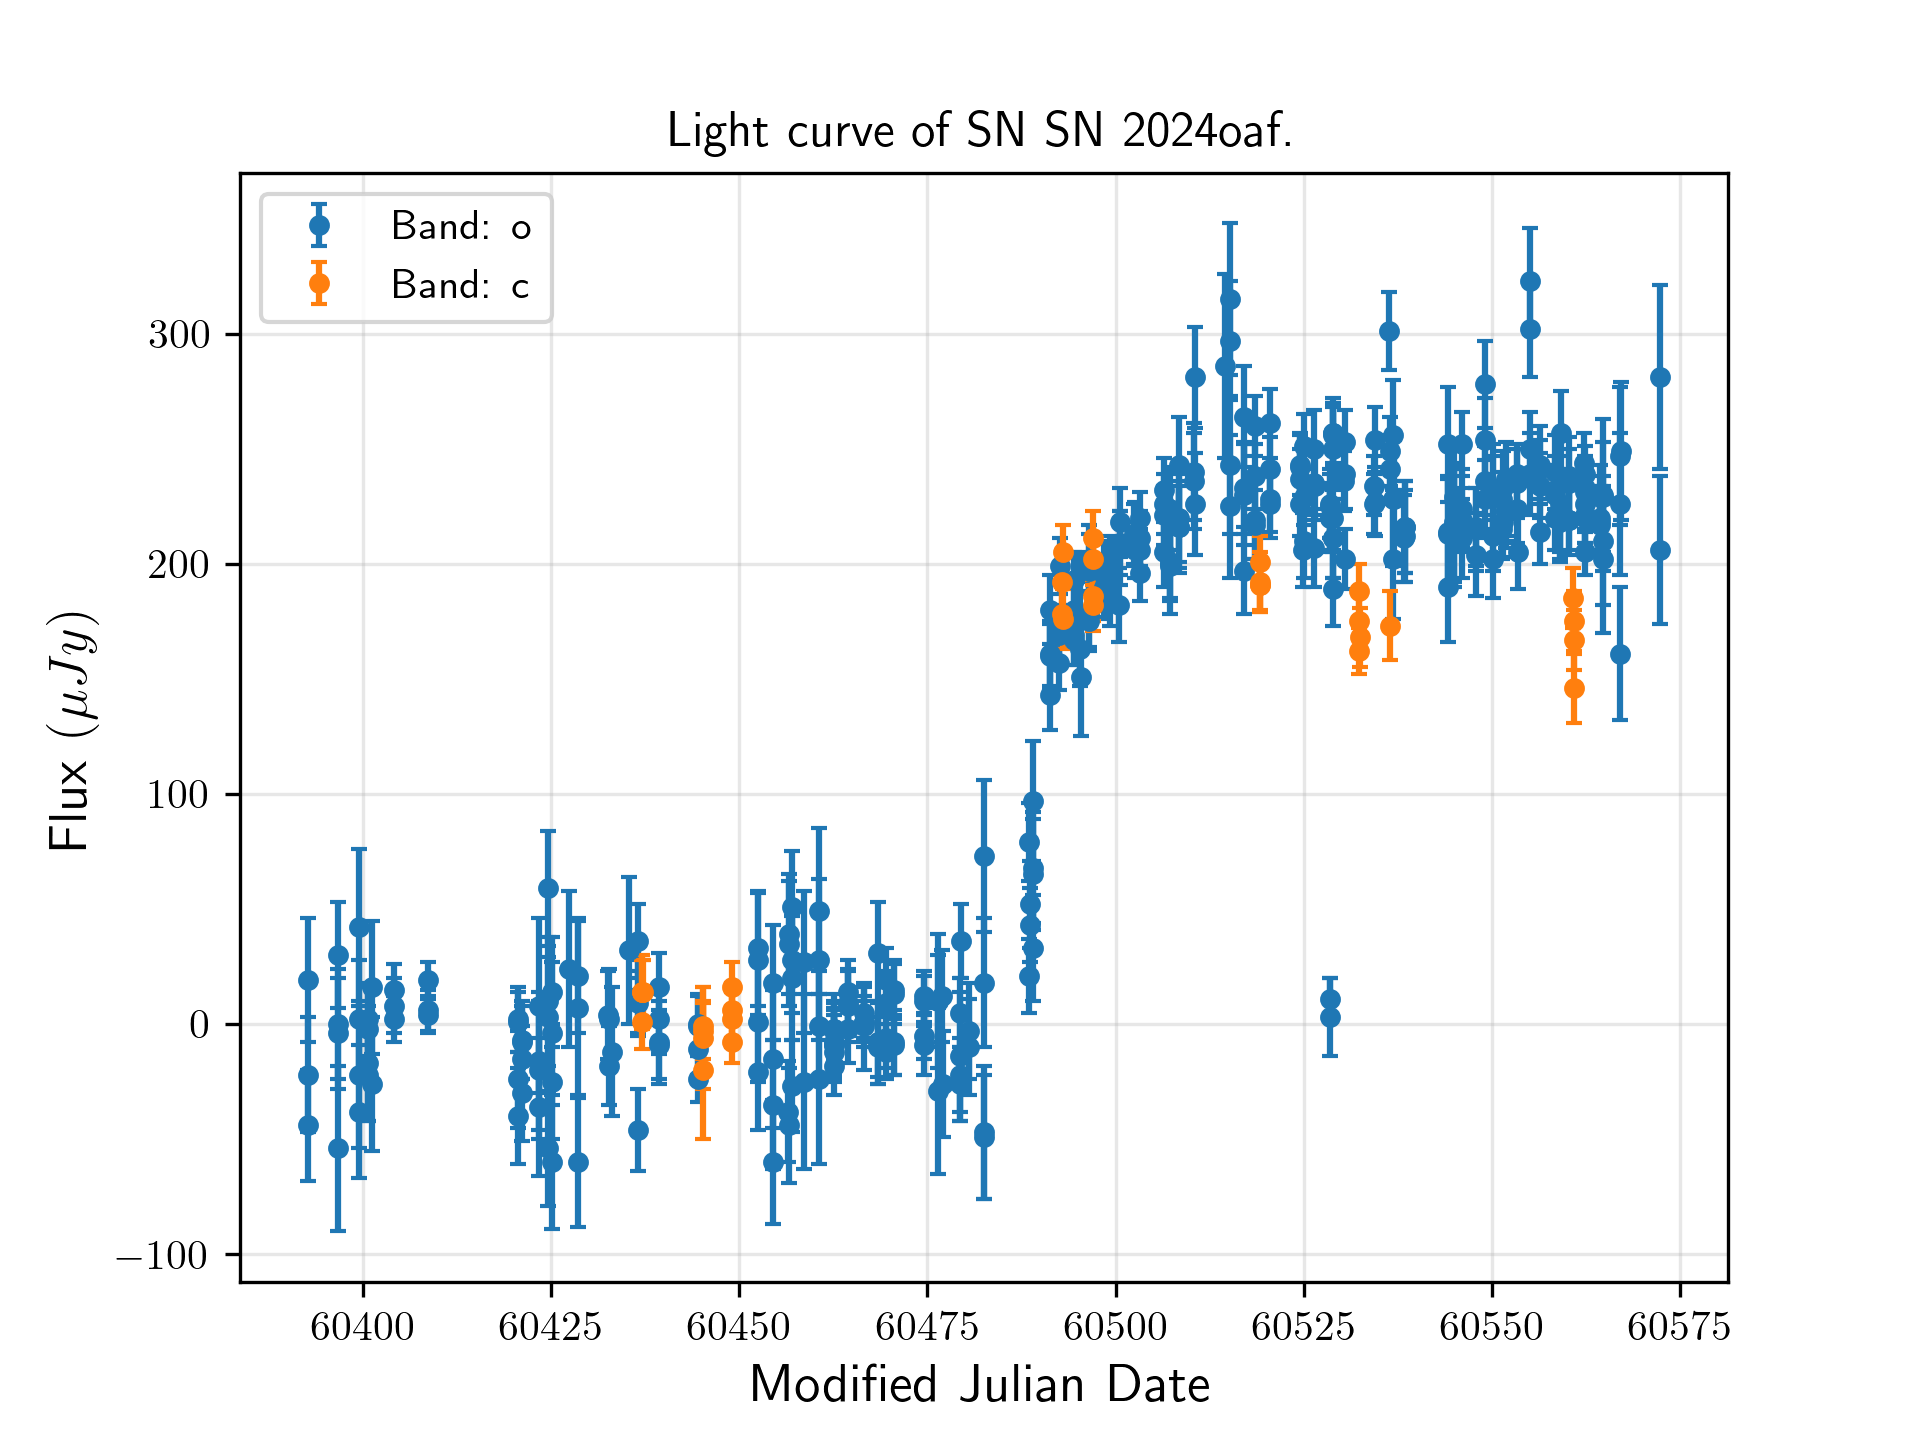 Light curve of SN SN 2024oaf.
Band: o
Band: c
Flux (μJy)
300
200
100
0
−100
60400 60425 60450 60475 60500 60525 60550 60575
Modified Julian Date